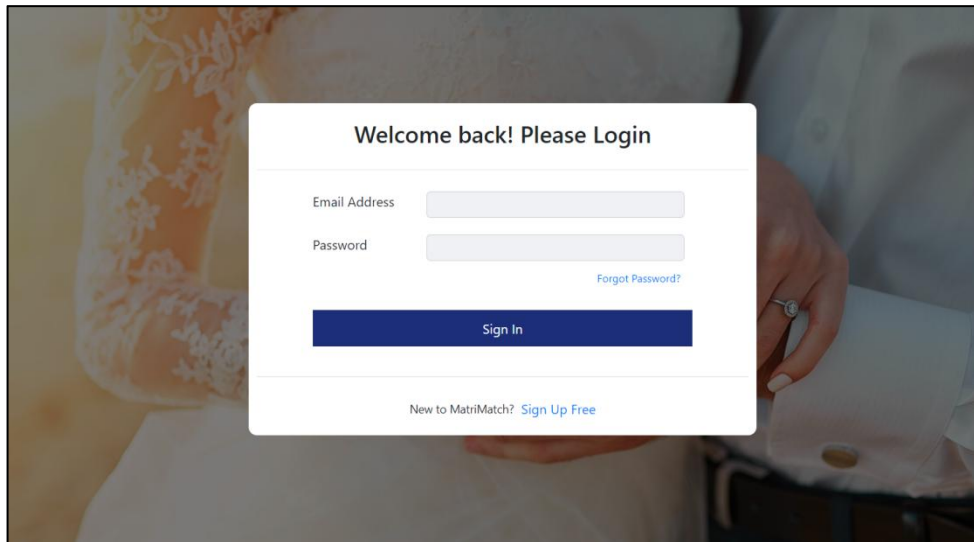 Welcome back! Please Login
Email Address
Password
Forgot Password?
Sign In
New to MatriMatch? Sign Up Free